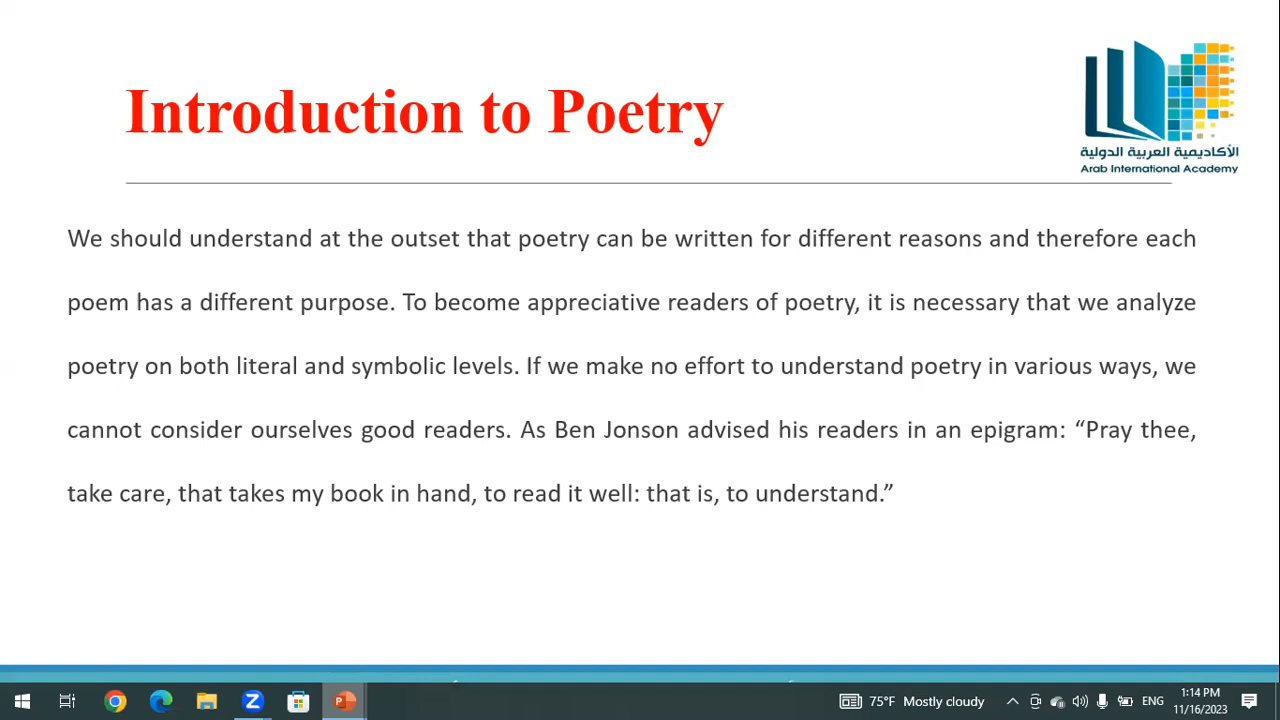 Introduction to Poetry
الأكاديمية العربية الدولية
Arab International Academy
We should understand at the outset that poetry can be written for different reasons and therefore each
poem has a different purpose. To become appreciative readers of poetry, it is necessary that we analyze
poetry on both literal and symbolic levels. If we make no effort to understand poetry in various ways, we
cannot consider ourselves good readers. As Ben Jonson advised his readers in an epigram: “Pray thee,
take care, that takes my book in hand, to read it well: that is, to understand.”
75°F Mostly cloudy
ENG
1:14 PM
11/16/2023